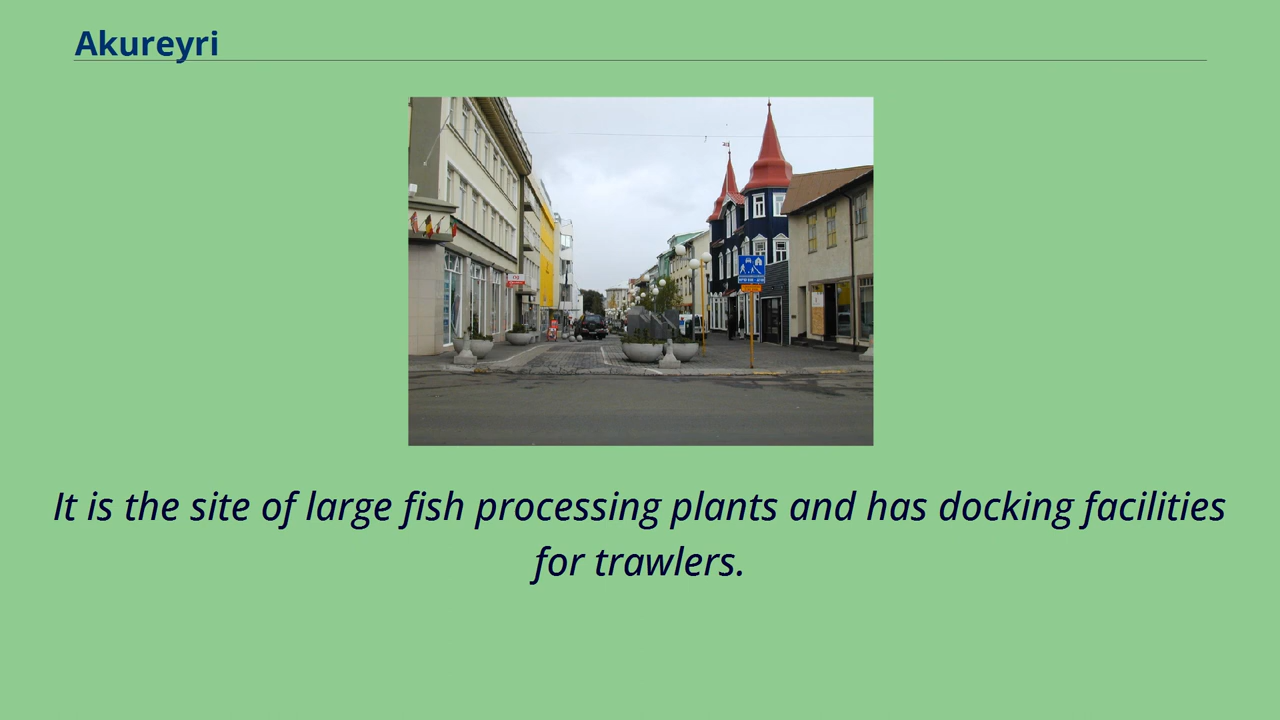 Akureyri
It is the site of large fish processing plants and has docking facilities
for trawlers.